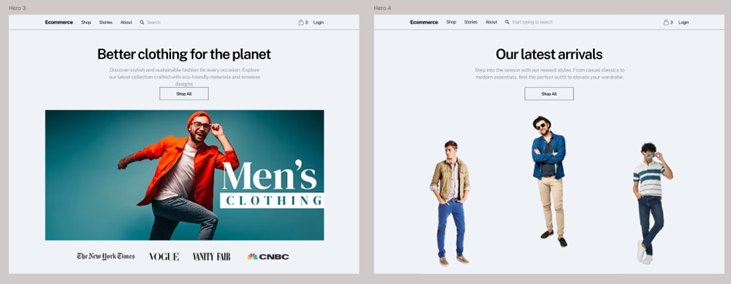 Hero 3
Ecommerce Shop Stories About Search 3 Login
Better clothing for the planet
Discover stylish and sustainable fashion for every occasion. Explore
our latest collection crafted with eco-friendly materials and timeless
designs.
Shop All
Men's
CLOTHING
The New York Times VOGUE VANITY FAIR CNBC
Hero 4
Ecommerce Shop Stories About Start typing to search 3 Login
Our latest arrivals
Step into the season with our newest styles. From casual classics to
modern essentials, find the perfect outfit to elevate your wardrobe.
Shop All